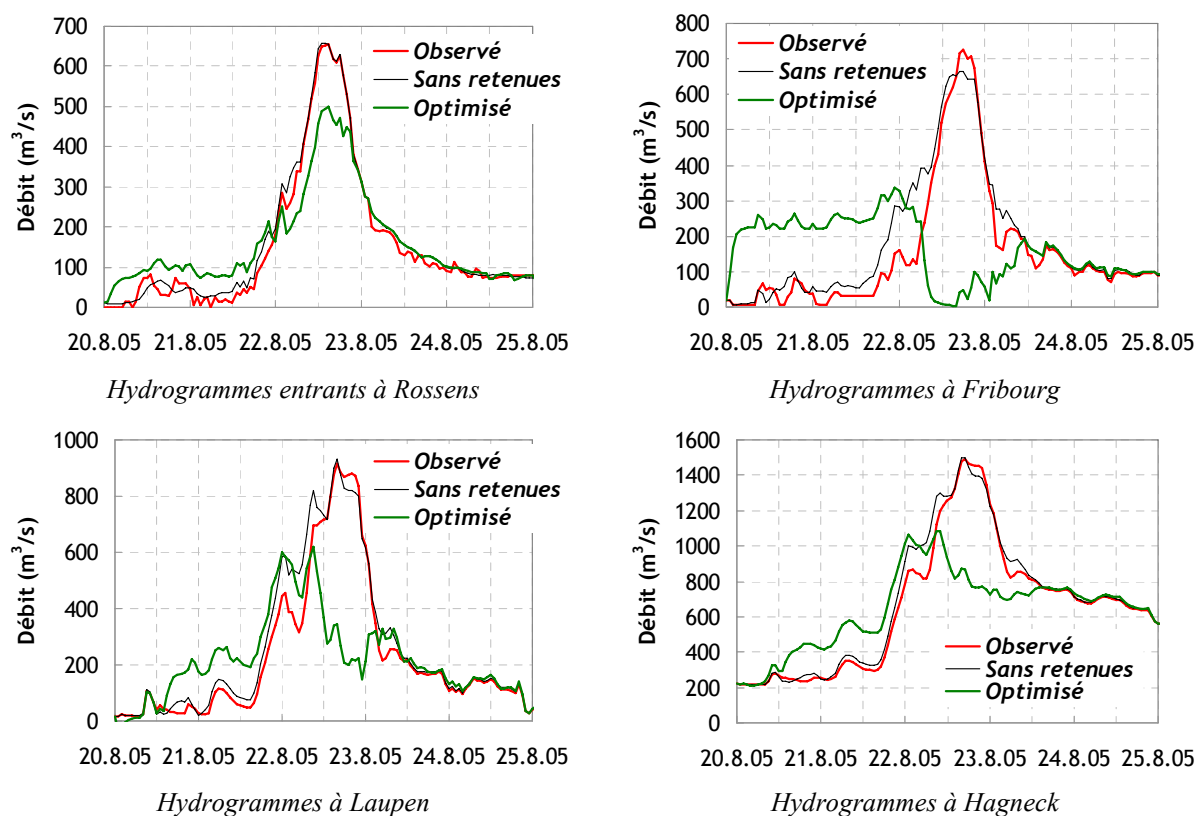 700
600
500
400
300
200
100
0
Débit (m³/s)
Observé
Sans retenues
Optimisé
20.8.05 21.8.05 22.8.05 23.8.05 24.8.05 25.8.05
Hydrogrammes entrants à Rossens
800
700
600
500
400
300
200
100
0
Débit (m³/s)
Observé
Sans retenues
Optimisé
20.8.05 21.8.05 22.8.05 23.8.05 24.8.05 25.8.05
Hydrogrammes à Fribourg
1000
800
600
400
200
0
Débit (m³/s)
Observé
Sans retenues
Optimisé
20.8.05 21.8.05 22.8.05 23.8.05 24.8.05 25.8.05
Hydrogrammes à Laupen
1600
1400
1200
1000
800
600
400
200
0
Débit (m³/s)
Observé
Sans retenues
Optimisé
20.8.05 21.8.05 22.8.05 23.8.05 24.8.05 25.8.05
Hydrogrammes à Hagneck